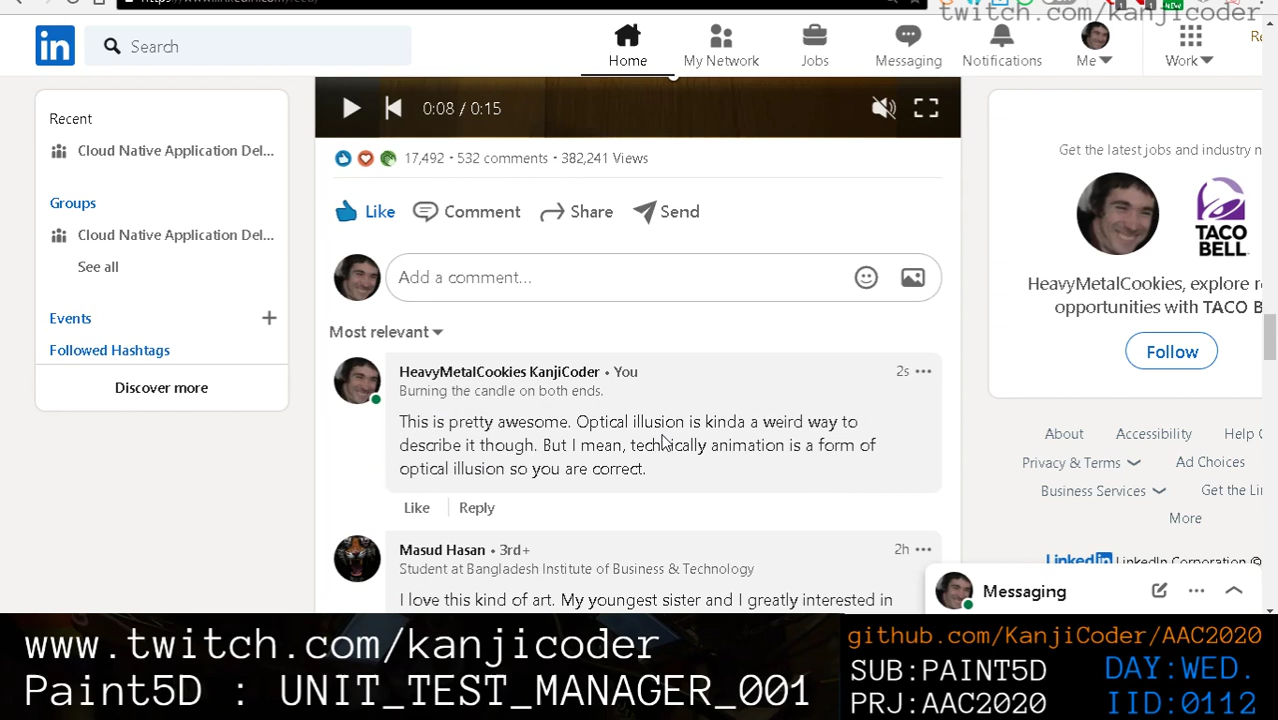 twitch.com/kanjicoder
in
Search
Home
My Network
Jobs
Messaging
Notifications
Me
Work
Recent
Cloud Native Application Del...
Groups
Cloud Native Application Del...
See all
Events
Followed Hashtags
Discover more
0:08 / 0:15
17,492 • 532 comments • 382,241 Views
Like
Comment
Share
Send
Add a comment...
Most relevant
HeavyMetalCookies KanjiCoder • You
2s
Burning the candle on both ends.
This is pretty awesome. Optical illusion is kinda a weird way to
describe it though. But I mean, technically animation is a form of
optical illusion so you are correct.
Like
Reply
Masud Hasan • 3rd+
2h
Student at Bangladesh Institute of Business & Technology
I love this kind of art. My youngest sister and I greatly interested in
Get the latest jobs and industry n
TACO
BELL
HeavyMetalCookies, explore r
opportunities with TACO B
Follow
About
Accessibility
Help C
Privacy & Terms
Ad Choices
Business Services
Get the Li
More
LinkedIn LinkedIn Corporation ©
Messaging
www.twitch.com/kanjicoder
Paint5D : UNIT_TEST_MANAGER_001
github.com/KanjiCoder/AAC2020
SUB:PAINT5D
DAY:WED.
PRJ:AAC2020
IID:0112